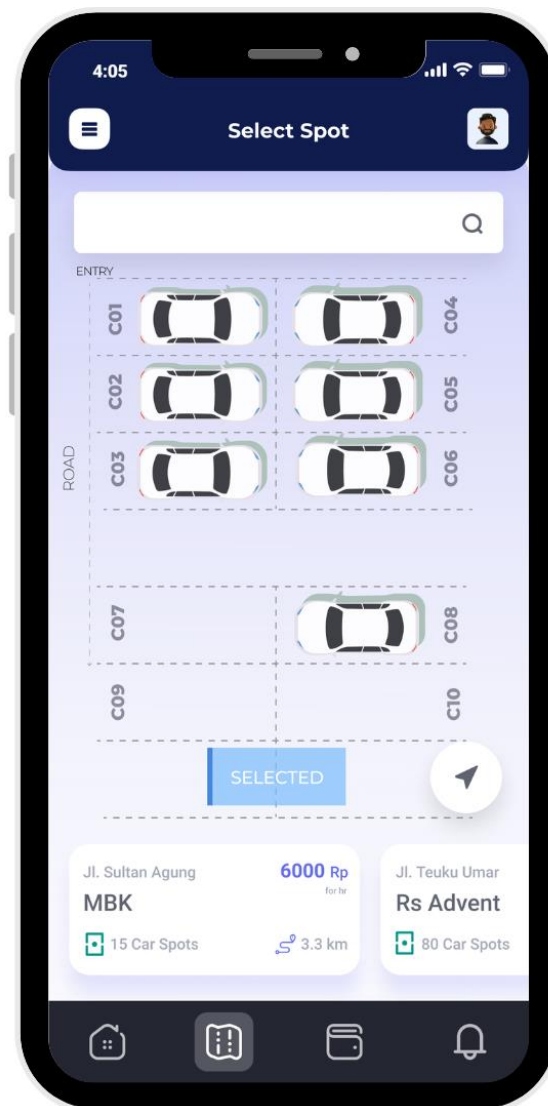 4:05
Select Spot
ENTRY
C01
C04
C02
C05
ROAD
C03
C06
C07
C08
C09
C10
SELECTED
Jl. Sultan Agung
6000 Rp
for hr
MBK
15 Car Spots
3.3 km
Jl. Teuku Umar
Rs Advent
80 Car Spots